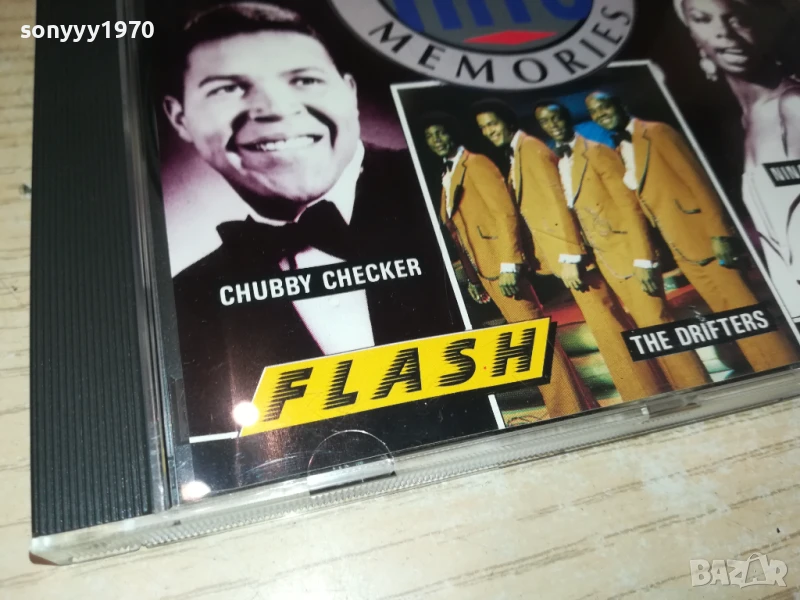 sonyyy1970
MEMORIES
CHUBBY CHECKER
THE DRIFTERS
FLASH
BAZAR